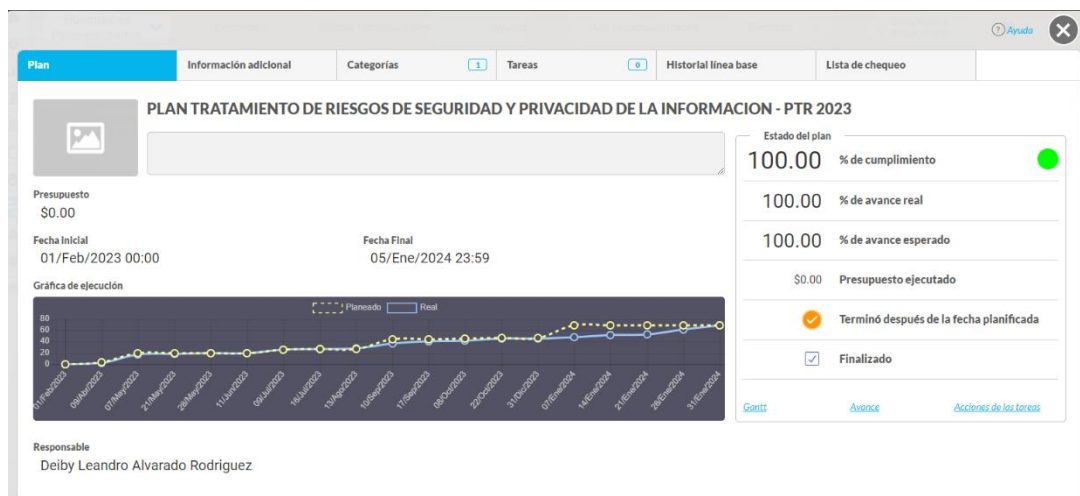 Ayuda
Plan
Información adicional
Categorías 1
Tareas 0
Historial línea base
Lista de chequeo
PLAN TRATAMIENTO DE RIESGOS DE SEGURIDAD Y PRIVACIDAD DE LA INFORMACION - PTR 2023
Presupuesto
$0.00
Fecha Inicial
01/Feb/2023 00:00
Fecha Final
05/Ene/2024 23:59
Gráfica de ejecución
Planeado Real
80
60
40
20
0
01/Feb/2023 09/Abr/2023 07/May/2023 21/May/2023 28/May/2023 11/Jun/2023 09/Jul/2023 16/Jul/2023 13/Ago/2023 10/Sep/2023 17/Sep/2023 08/Oct/2023 22/Oct/2023 31/Dic/2023 07/Ene/2024 14/Ene/2024 21/Ene/2024 28/Ene/2024 31/Ene/2024
Responsable
Deiby Leandro Alvarado Rodriguez
Estado del plan
100.00 % de cumplimiento
100.00 % de avance real
100.00 % de avance esperado
$0.00 Presupuesto ejecutado
Terminó después de la fecha planificada
Finalizado
Gantt Avance Acciones de las tareas